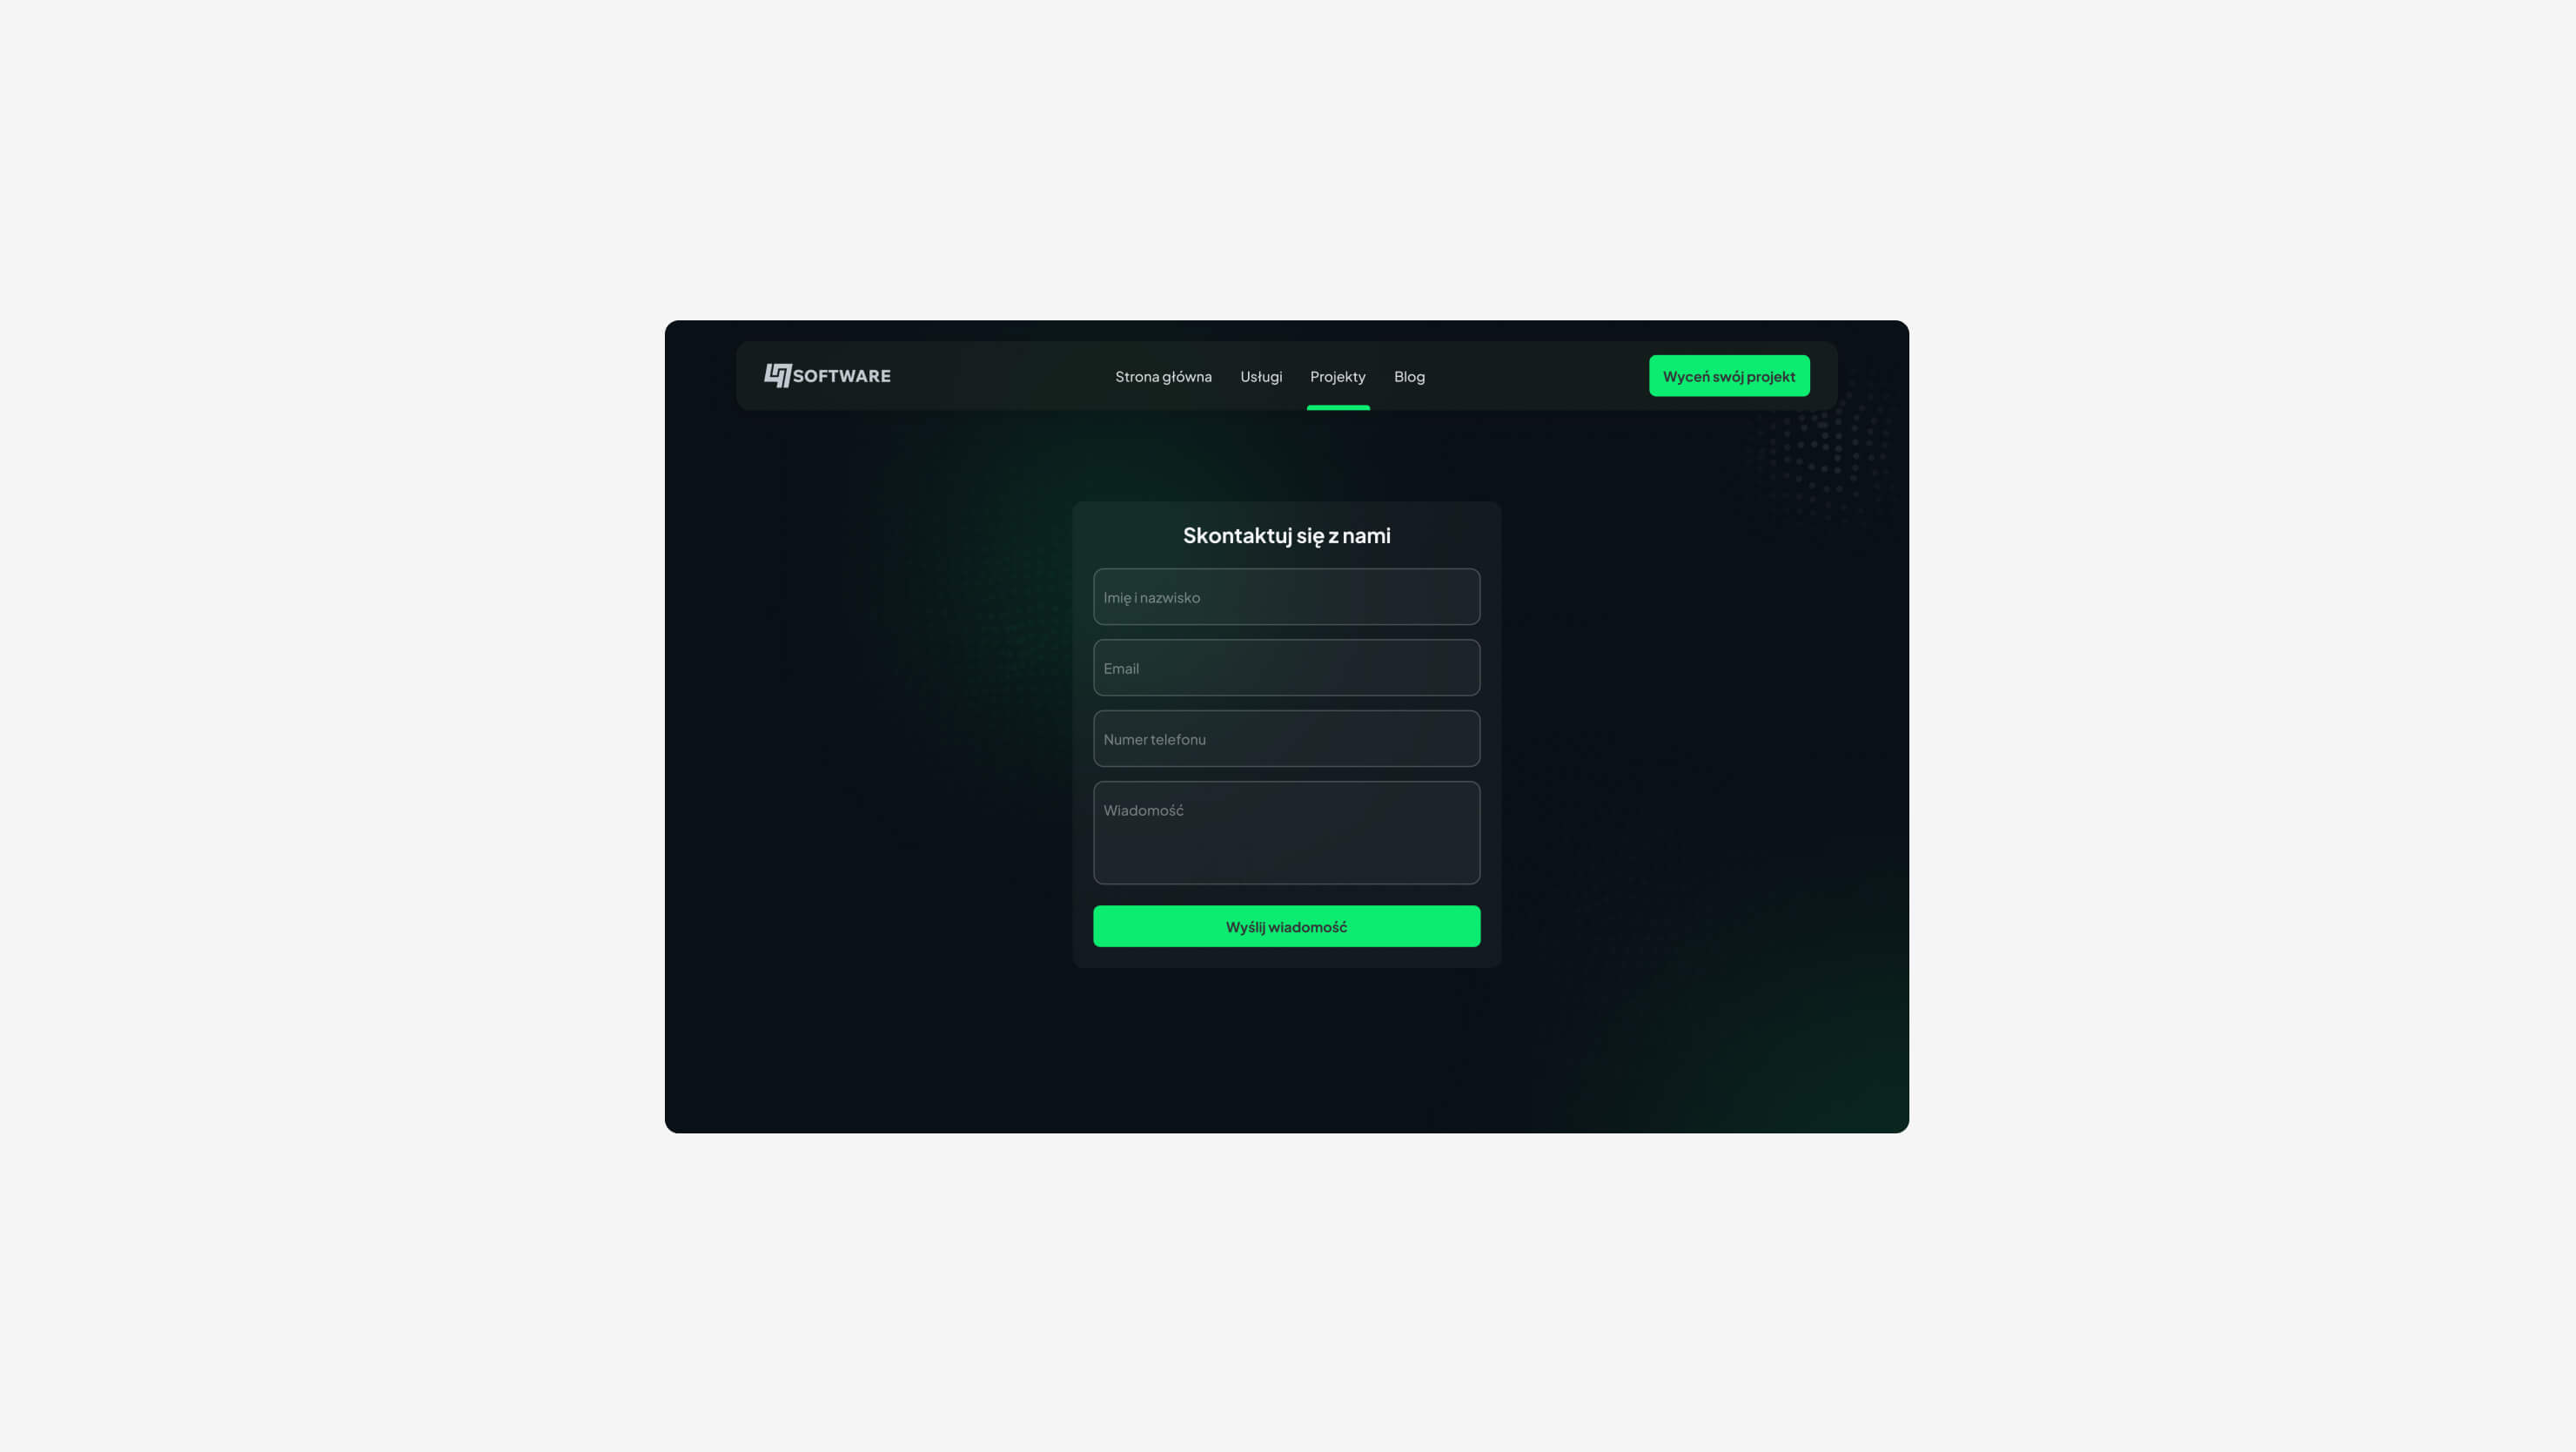 SOFTWARE
Strona główna
Usługi
Projekty
Blog
Wyceń swój projekt
Skontaktuj się z nami
Imię i nazwisko
Email
Numer telefonu
Wiadomość
Wyślij wiadomość